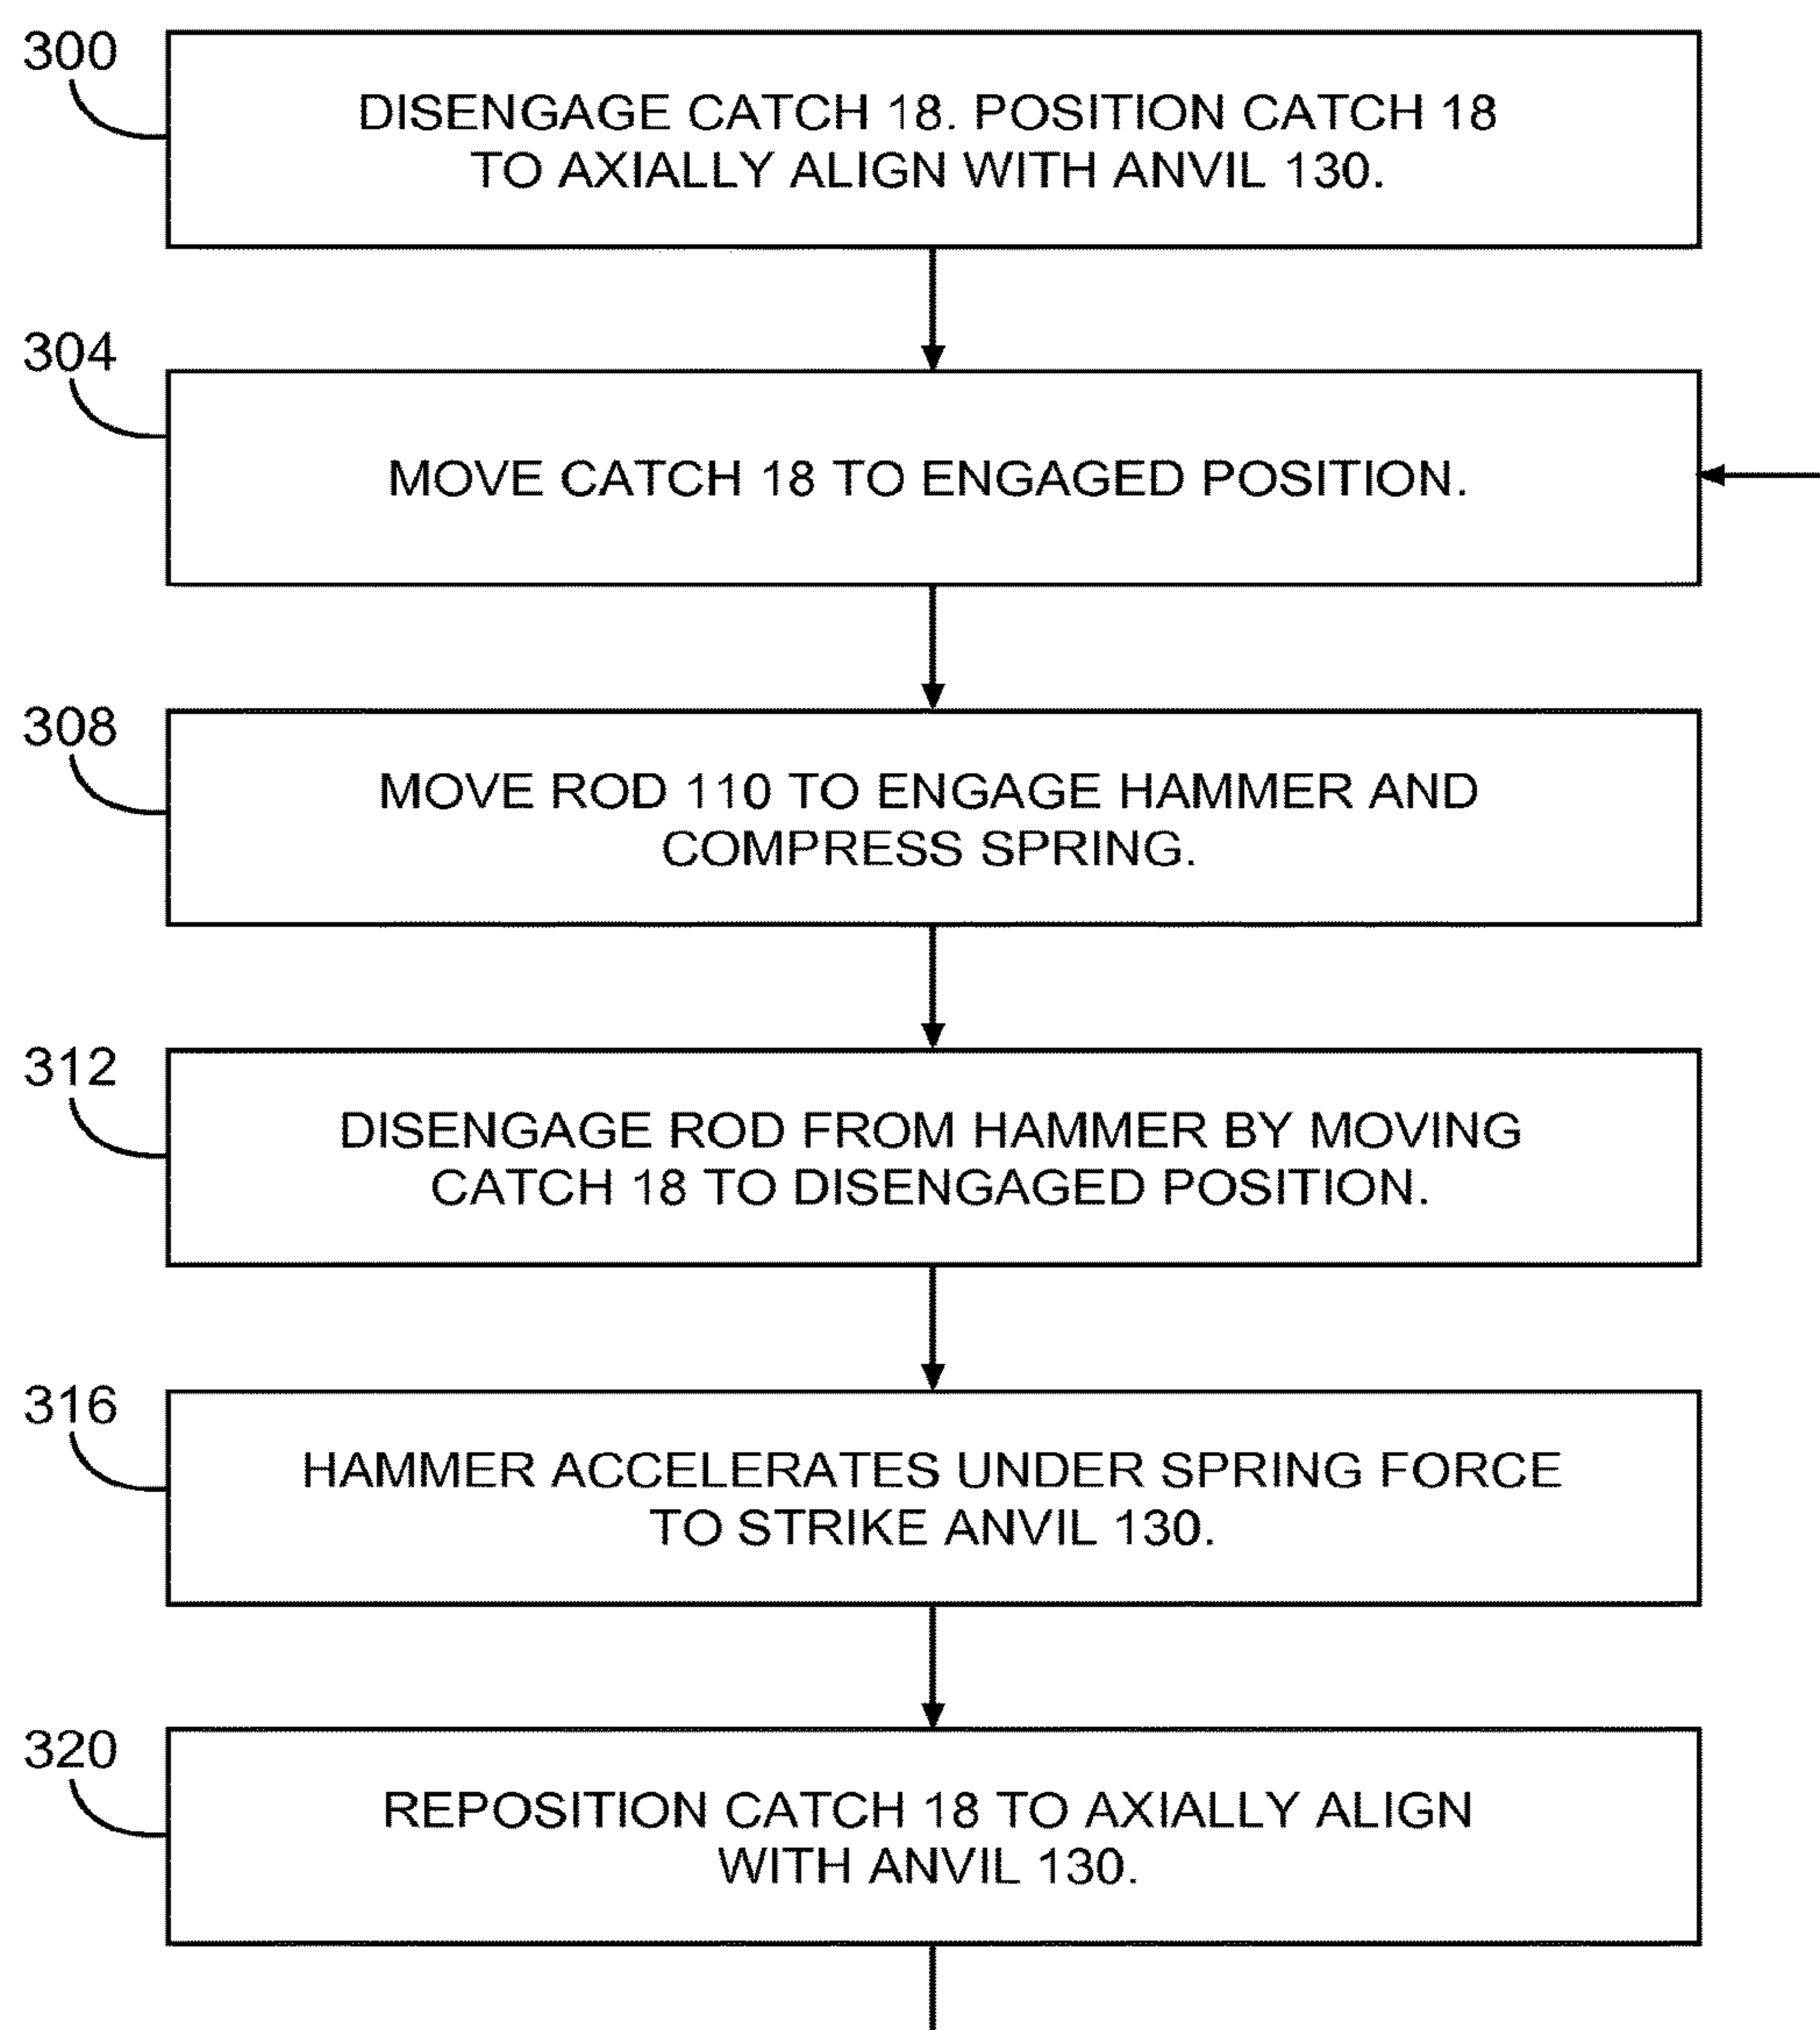 300
DISENGAGE CATCH 18. POSITION CATCH 18
TO AXIALLY ALIGN WITH ANVIL 130.
304
MOVE CATCH 18 TO ENGAGED POSITION.
308
MOVE ROD 110 TO ENGAGE HAMMER AND
COMPRESS SPRING.
312
DISENGAGE ROD FROM HAMMER BY MOVING
CATCH 18 TO DISENGAGED POSITION.
316
HAMMER ACCELERATES UNDER SPRING FORCE
TO STRIKE ANVIL 130.
320
REPOSITION CATCH 18 TO AXIALLY ALIGN
WITH ANVIL 130.